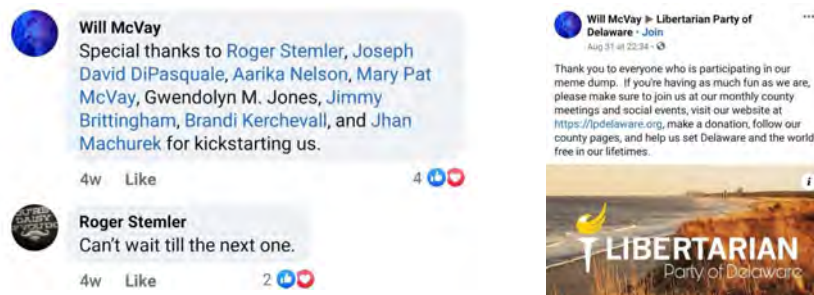 Will McVay
Special thanks to Roger Stemler, Joseph
David DiPasquale, Aarika Nelson, Mary Pat
McVay, Gwendolyn M. Jones, Jimmy
Brittingham, Brandi Kerchevall, and Jhan
Machurek for kickstarting us.
4w Like 4
Roger Stemler
Can't wait till the next one.
4w Like 2
Will McVay ▸ Libertarian Party of
Delaware · Join
Aug 31 at 22:34 ·
Thank you to everyone who is participating in our
meme dump. If you're having as much fun as we are,
please make sure to join us at our monthly county
meetings and social events, visit our website at
https://lpdelaware.org, make a donation, follow our
county pages, and help us set Delaware and the world
free in our lifetimes.
LIBERTARIAN
Party of Delaware